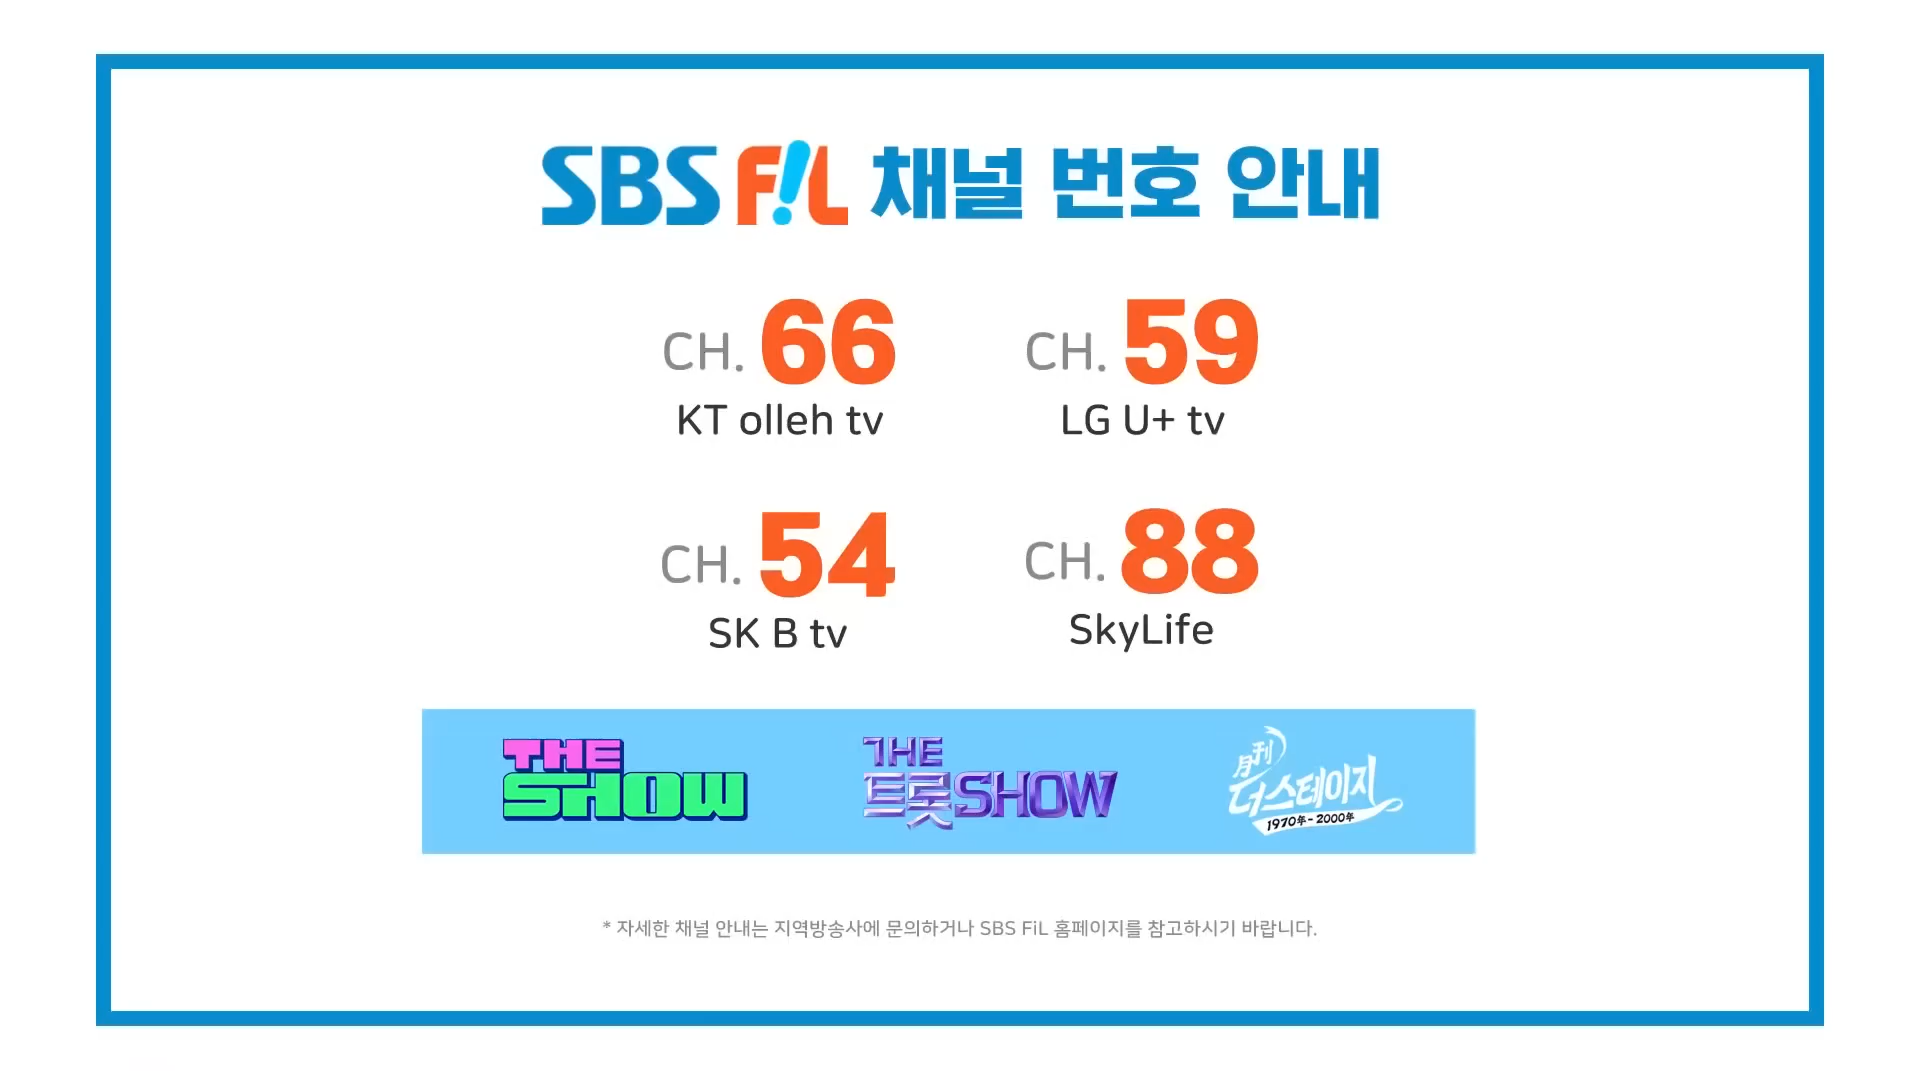 SBS FiL 채널 번호 안내
CH. 66
KT olleh tv
CH. 59
LG U+ tv
CH. 54
SK B tv
CH. 88
SkyLife
THE
SHOW
THE
트롯SHOW
月刊
더스테이지
1970年-2000年
* 자세한 채널 안내는 지역방송사에 문의하거나 SBS FiL 홈페이지를 참고하시기 바랍니다.